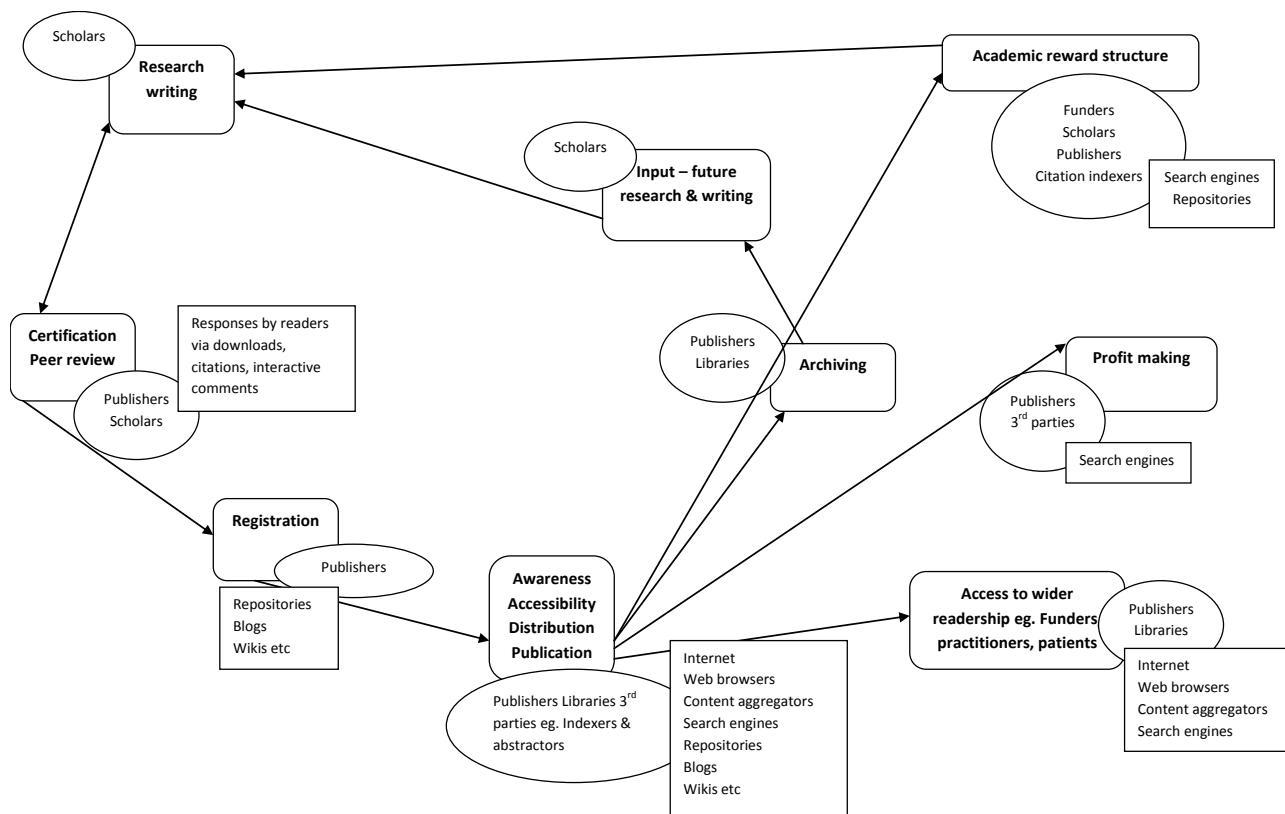 Scholars
Research
writing
Academic reward structure
Funders
Scholars
Publishers
Citation indexers
Search engines
Repositories
Scholars
Input – future
research & writing
Certification
Peer review
Publishers
Scholars
Responses by readers
via downloads,
citations, interactive
comments
Publishers
Libraries
Archiving
Profit making
Publishers
3rd parties
Search engines
Registration
Publishers
Repositories
Blogs
Wikis etc
Awareness
Accessibility
Distribution
Publication
Publishers Libraries 3rd
parties eg. Indexers &
abstractors
Internet
Web browsers
Content aggregators
Search engines
Repositories
Blogs
Wikis etc
Access to wider
readership eg. Funders
practitioners, patients
Publishers
Libraries
Internet
Web browsers
Content aggregators
Search engines